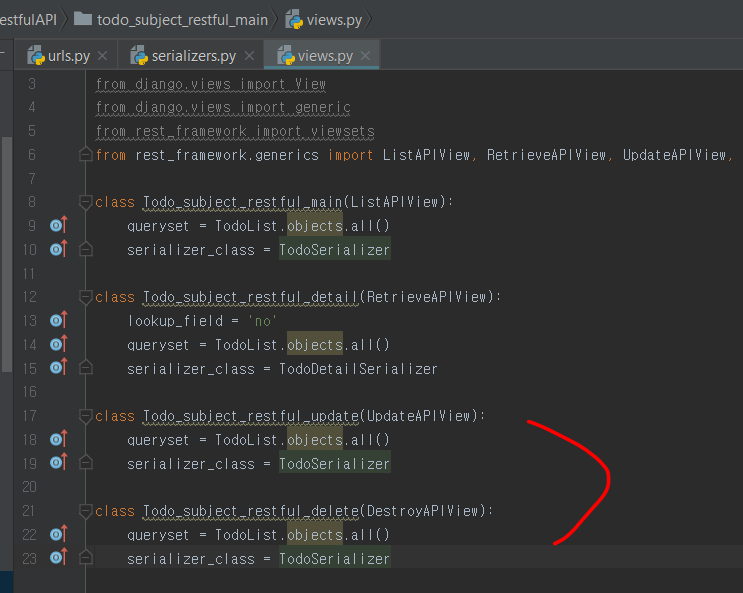 estfulAPI todo_subject_restful_main views.py
urls.py serializers.py views.py
3 from django.views import View
4 from django.views import generic
5 from rest_framework import viewsets
6 from rest_framework.generics import ListAPIView, RetrieveAPIView, UpdateAPIView,
7
8 class Todo_subject_restful_main(ListAPIView):
9 queryset = TodoList.objects.all()
10 serializer_class = TodoSerializer
11
12 class Todo_subject_restful_detail(RetrieveAPIView):
13 lookup_field = 'no'
14 queryset = TodoList.objects.all()
15 serializer_class = TodoDetailSerializer
16
17 class Todo_subject_restful_update(UpdateAPIView):
18 queryset = TodoList.objects.all()
19 serializer_class = TodoSerializer
20
21 class Todo_subject_restful_delete(DestroyAPIView):
22 queryset = TodoList.objects.all()
23 serializer_class = TodoSerializer